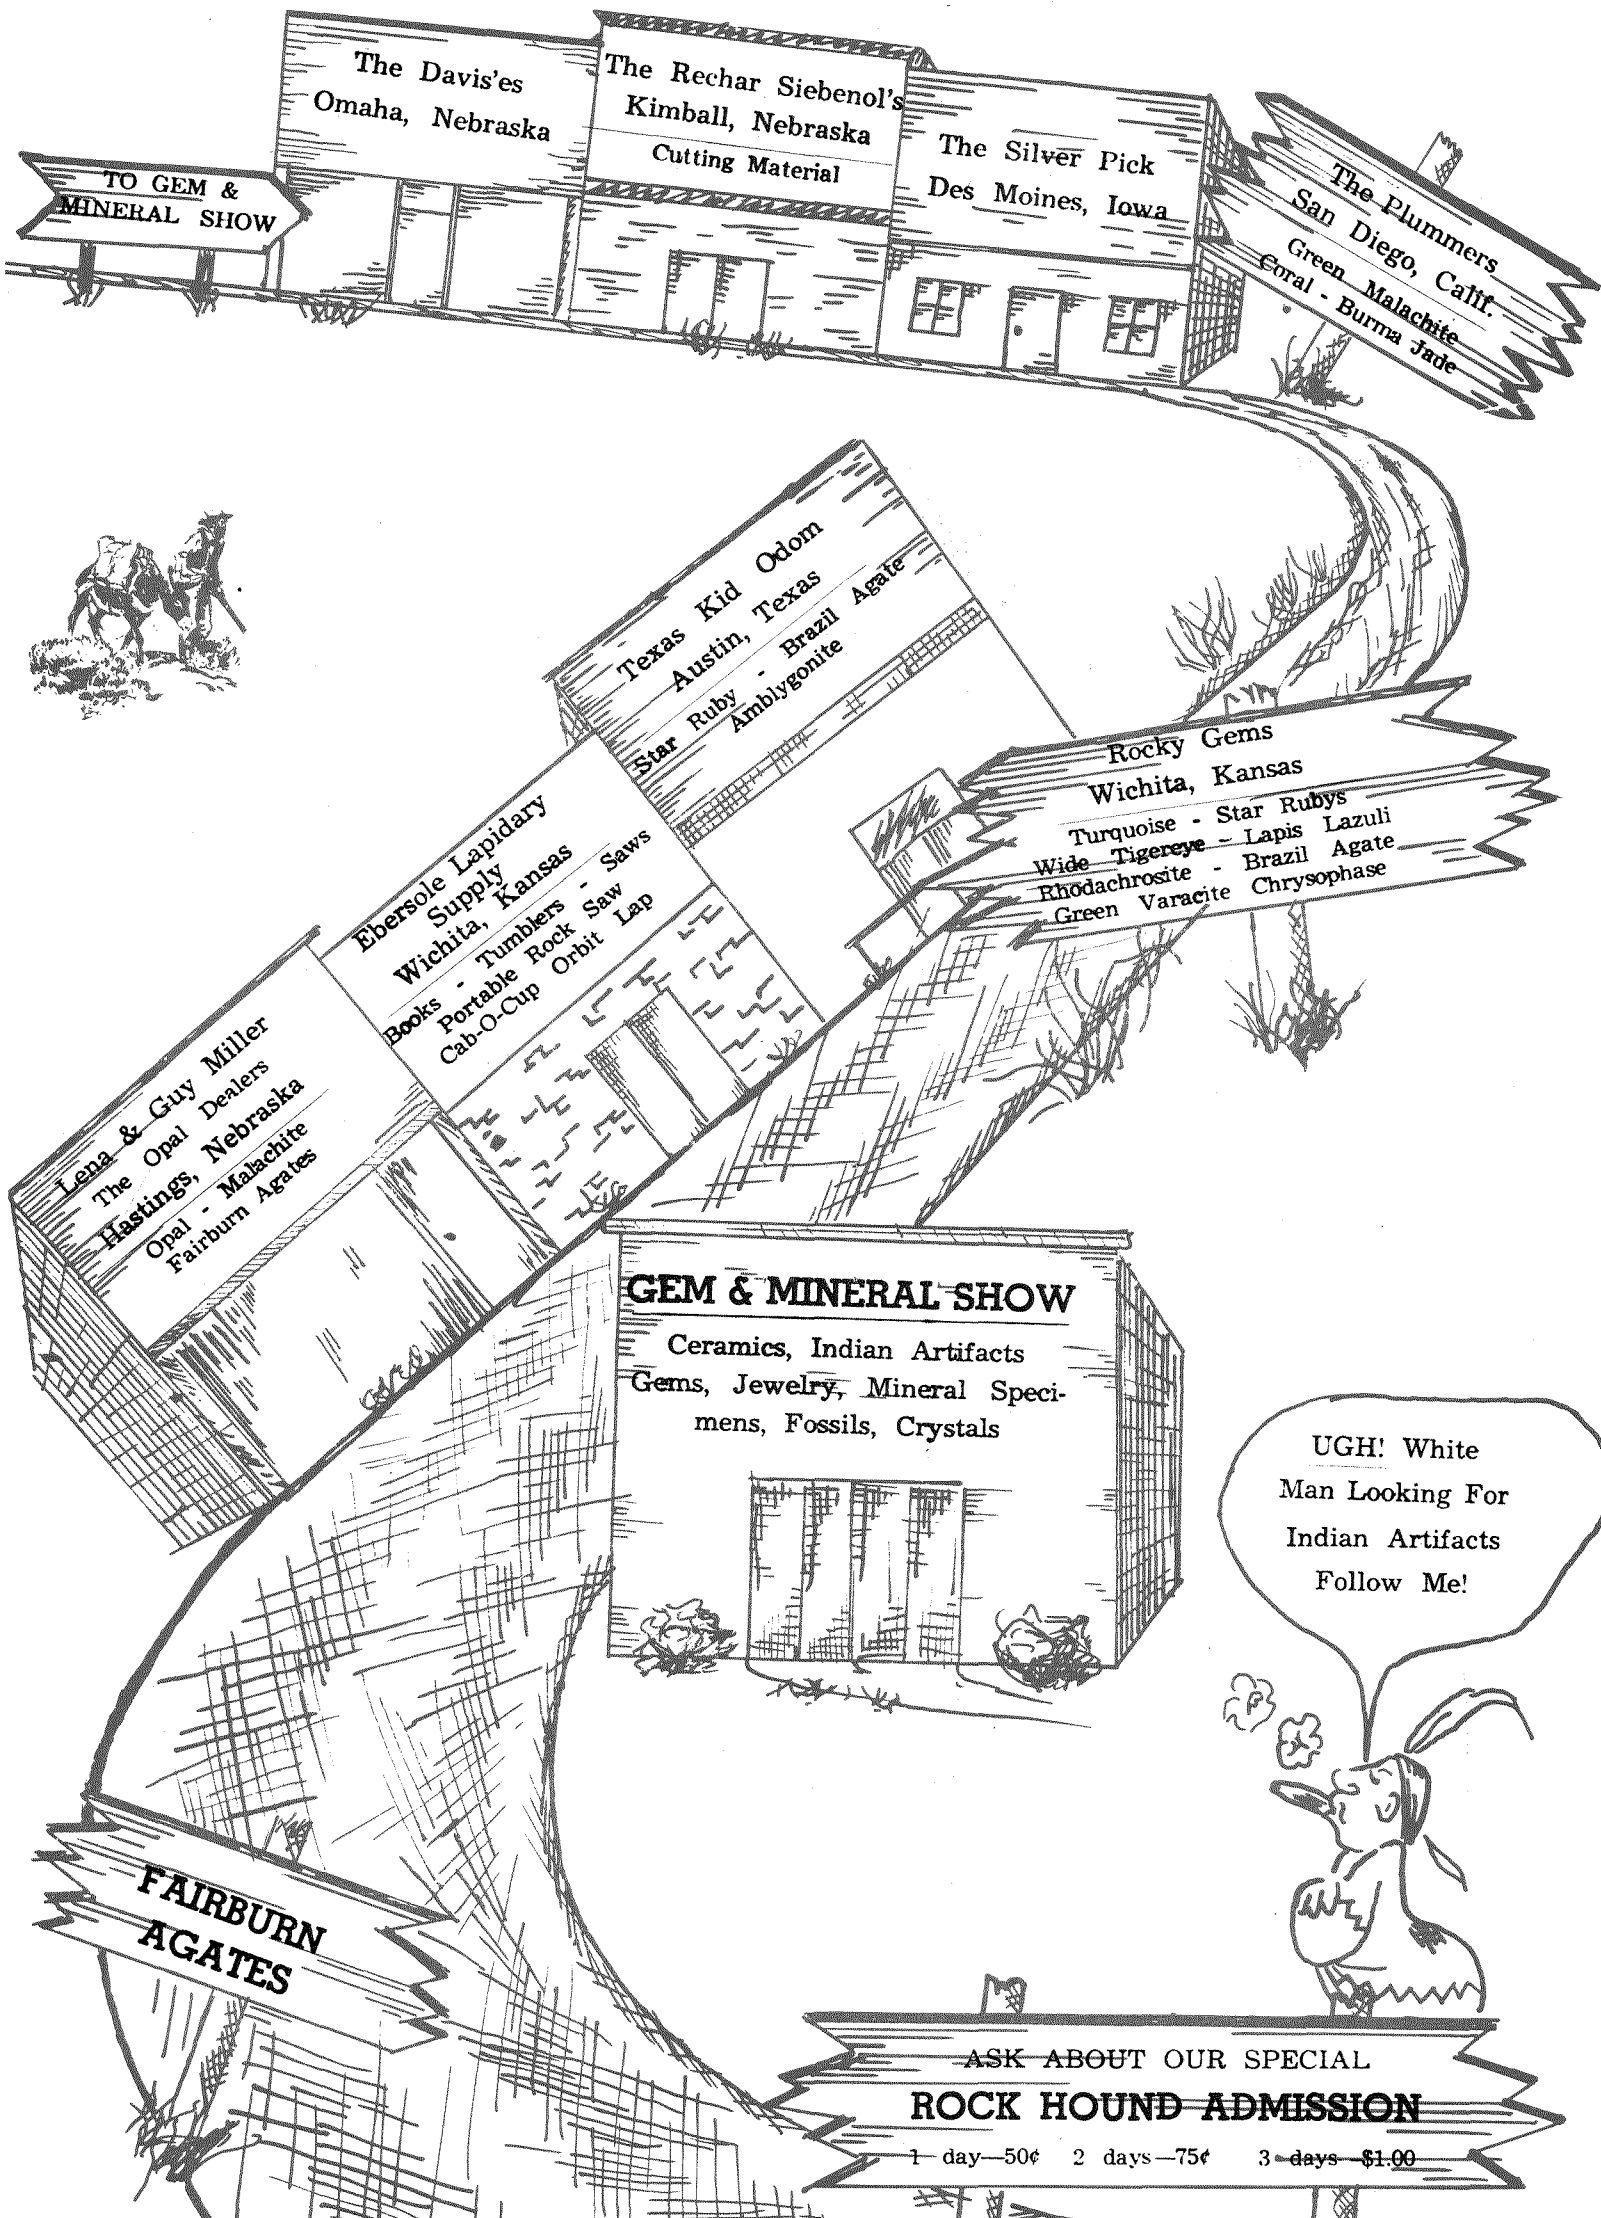 The Davis'es
Omaha, Nebraska
The Rechar Siebenol's
Kimball, Nebraska
Cutting Material
The Silver Pick
Des Moines, Iowa
The Plummers
San Diego, Calif.
Green Malachite
Coral - Burma Jade
TO GEM &
MINERAL SHOW
Texas Kid Odom
Austin, Texas
Star Ruby - Brazil Agate
Amblygonite
Rocky Gems
Wichita, Kansas
Turquoise - Star Rubys
Wide Tigereye - Lapis Lazuli
Rhodachrosite - Brazil Agate
Green Varacite Chrysophase
Ebersole Lapidary
Supply
Wichita, Kansas
Books - Tumblers - Saws
Portable Rock Saw
Cab-O-Cup Orbit Lap
Lena & Guy Miller
The Opal Dealers
Hastings, Nebraska
Opal - Malachite
Fairburn Agates
GEM & MINERAL SHOW
Ceramics, Indian Artifacts
Gems, Jewelry, Mineral Speci-
mens, Fossils, Crystals
UGH! White
Man Looking For
Indian Artifacts
Follow Me!
FAIRBURN
AGATES
ASK ABOUT OUR SPECIAL
ROCK HOUND ADMISSION
1 day—50¢ 2 days—75¢ 3 days—$1.00